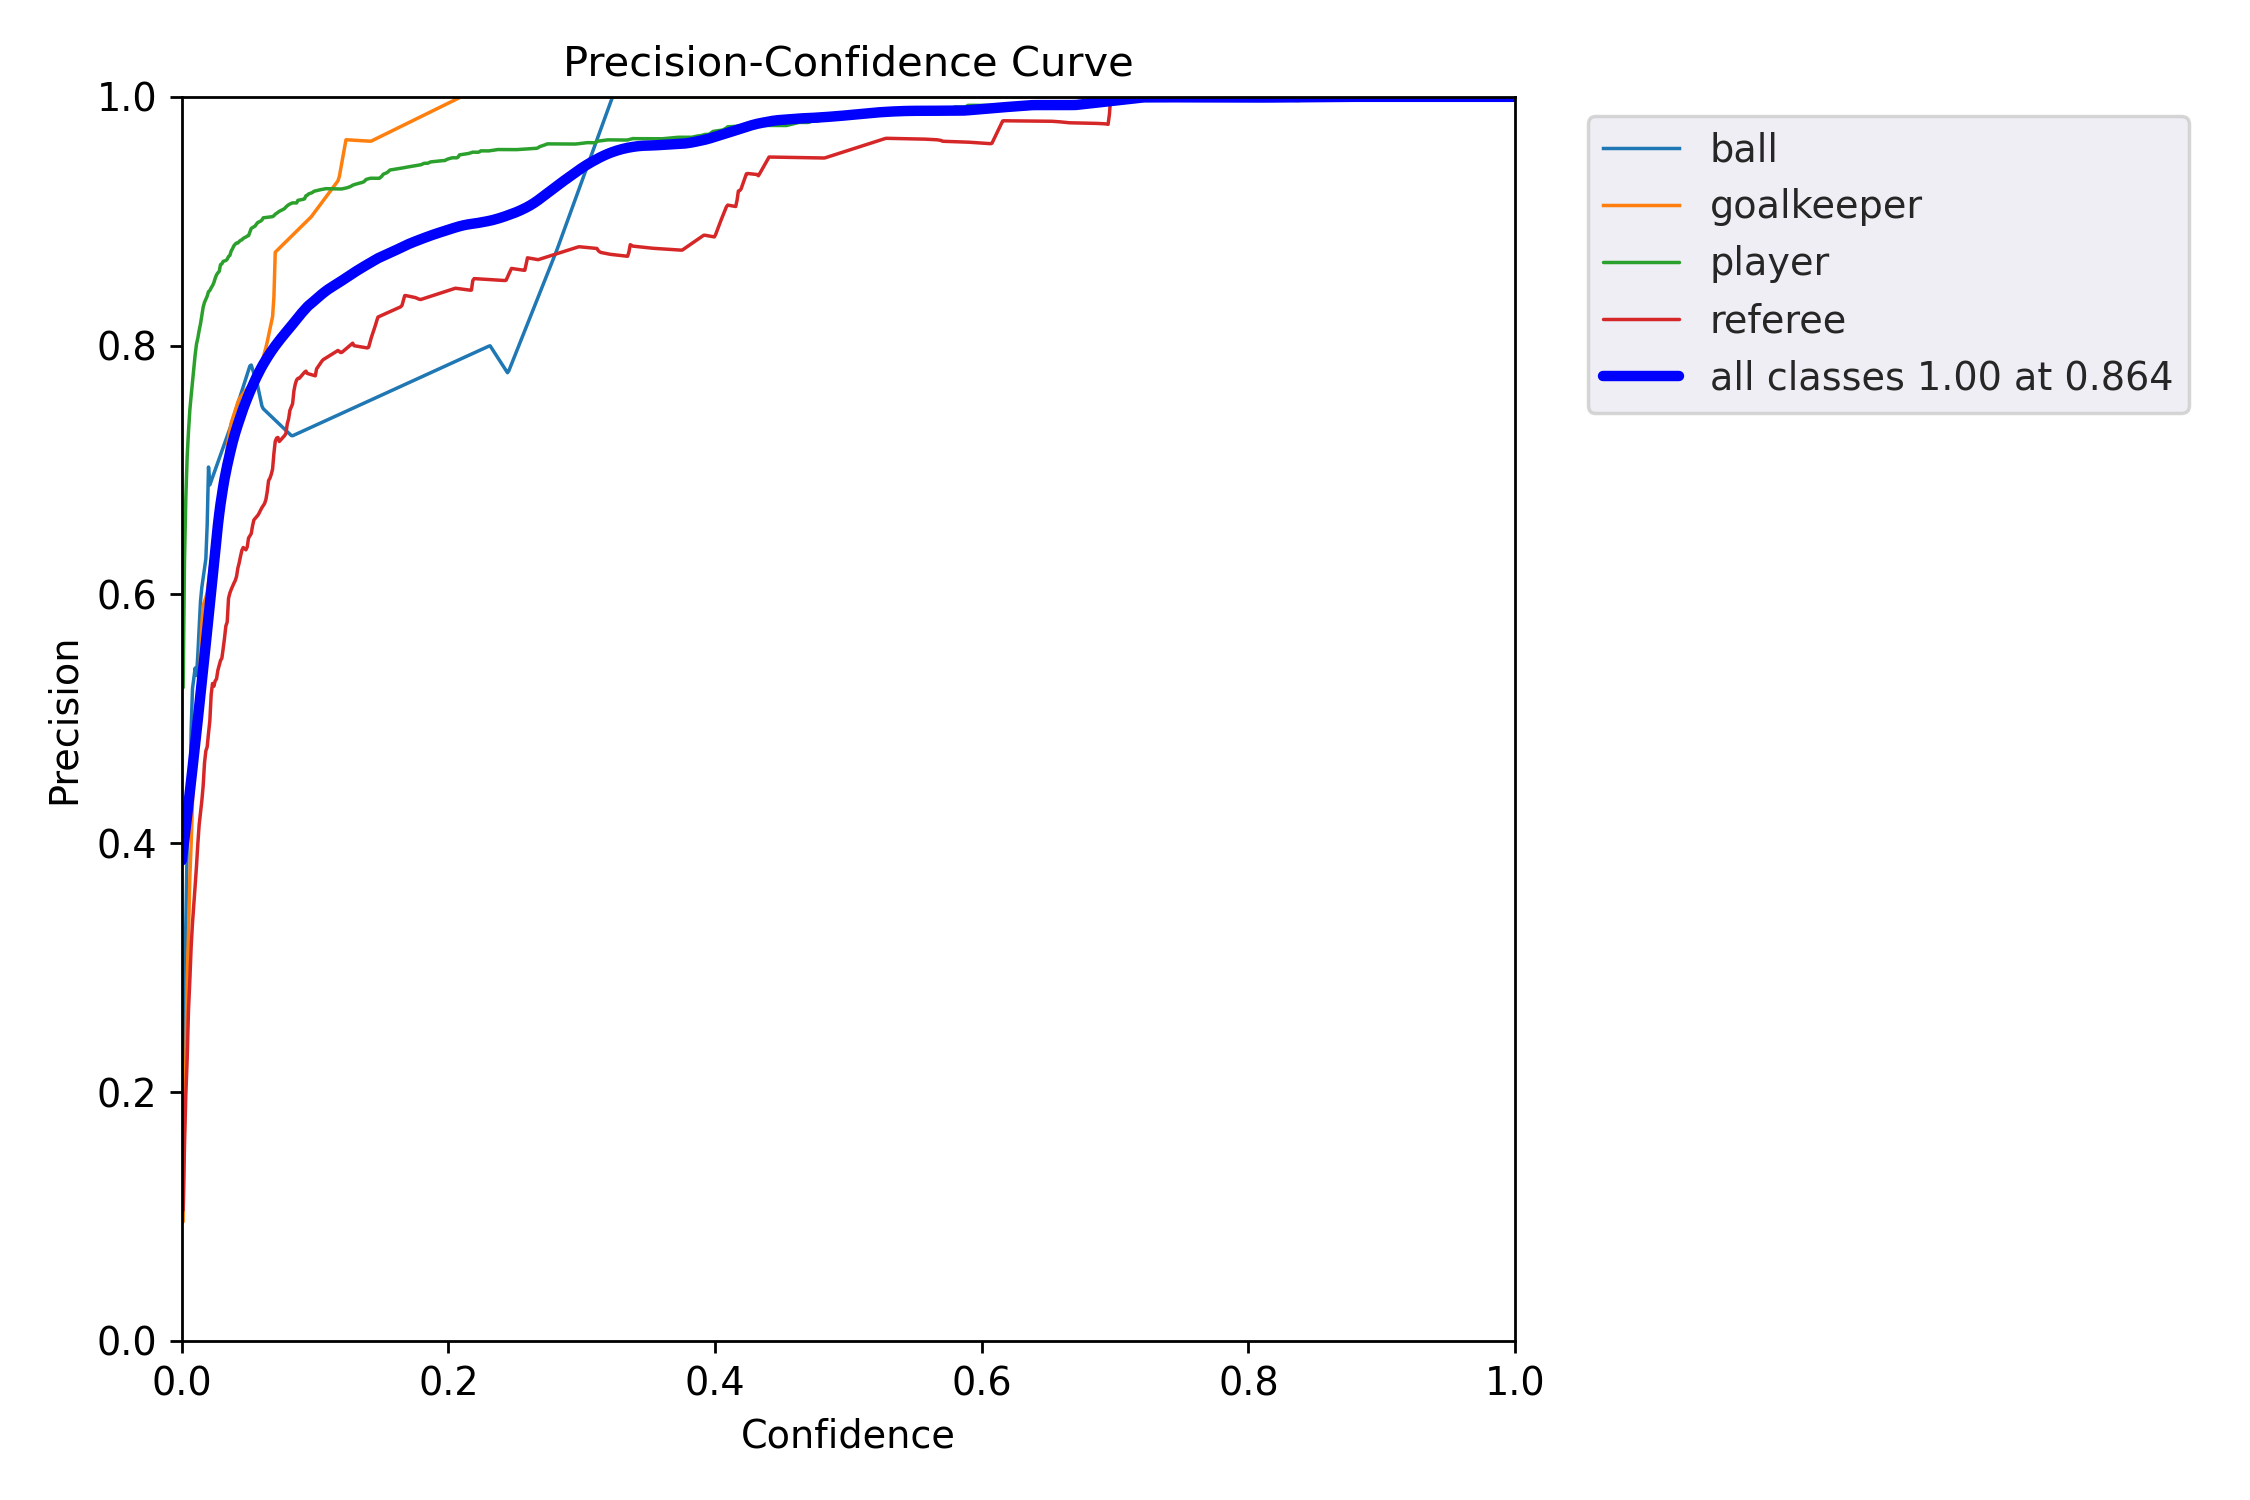 Precision-Confidence Curve
1.0
0.8
0.6
0.4
0.2
0.0
Precision
0.0 0.2 0.4 0.6 0.8 1.0
Confidence
ball
goalkeeper
player
referee
all classes 1.00 at 0.864